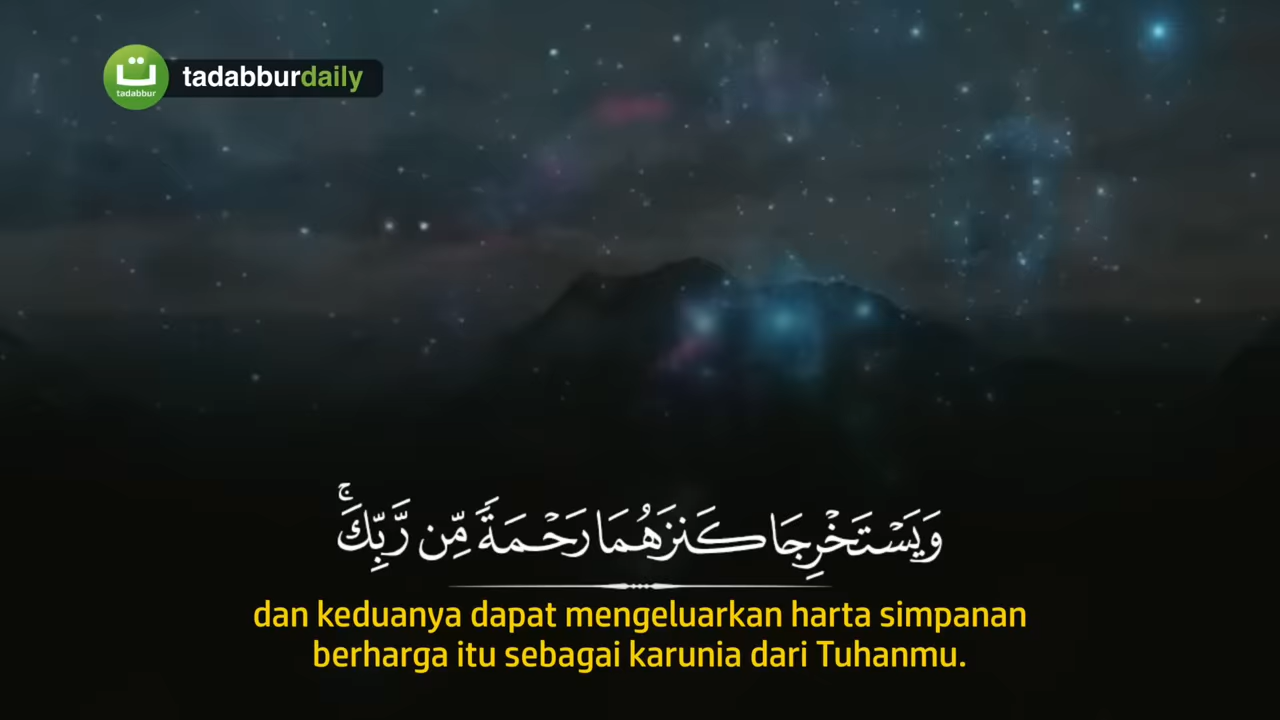 ت
tadabbur
tadabburdaily
وَيَسْتَخْرِجَا كَنزَهُمَا رَحْمَةً مِّن رَّبِّكَ ۚ
dan keduanya dapat mengeluarkan harta simpanan
berharga itu sebagai karunia dari Tuhanmu.